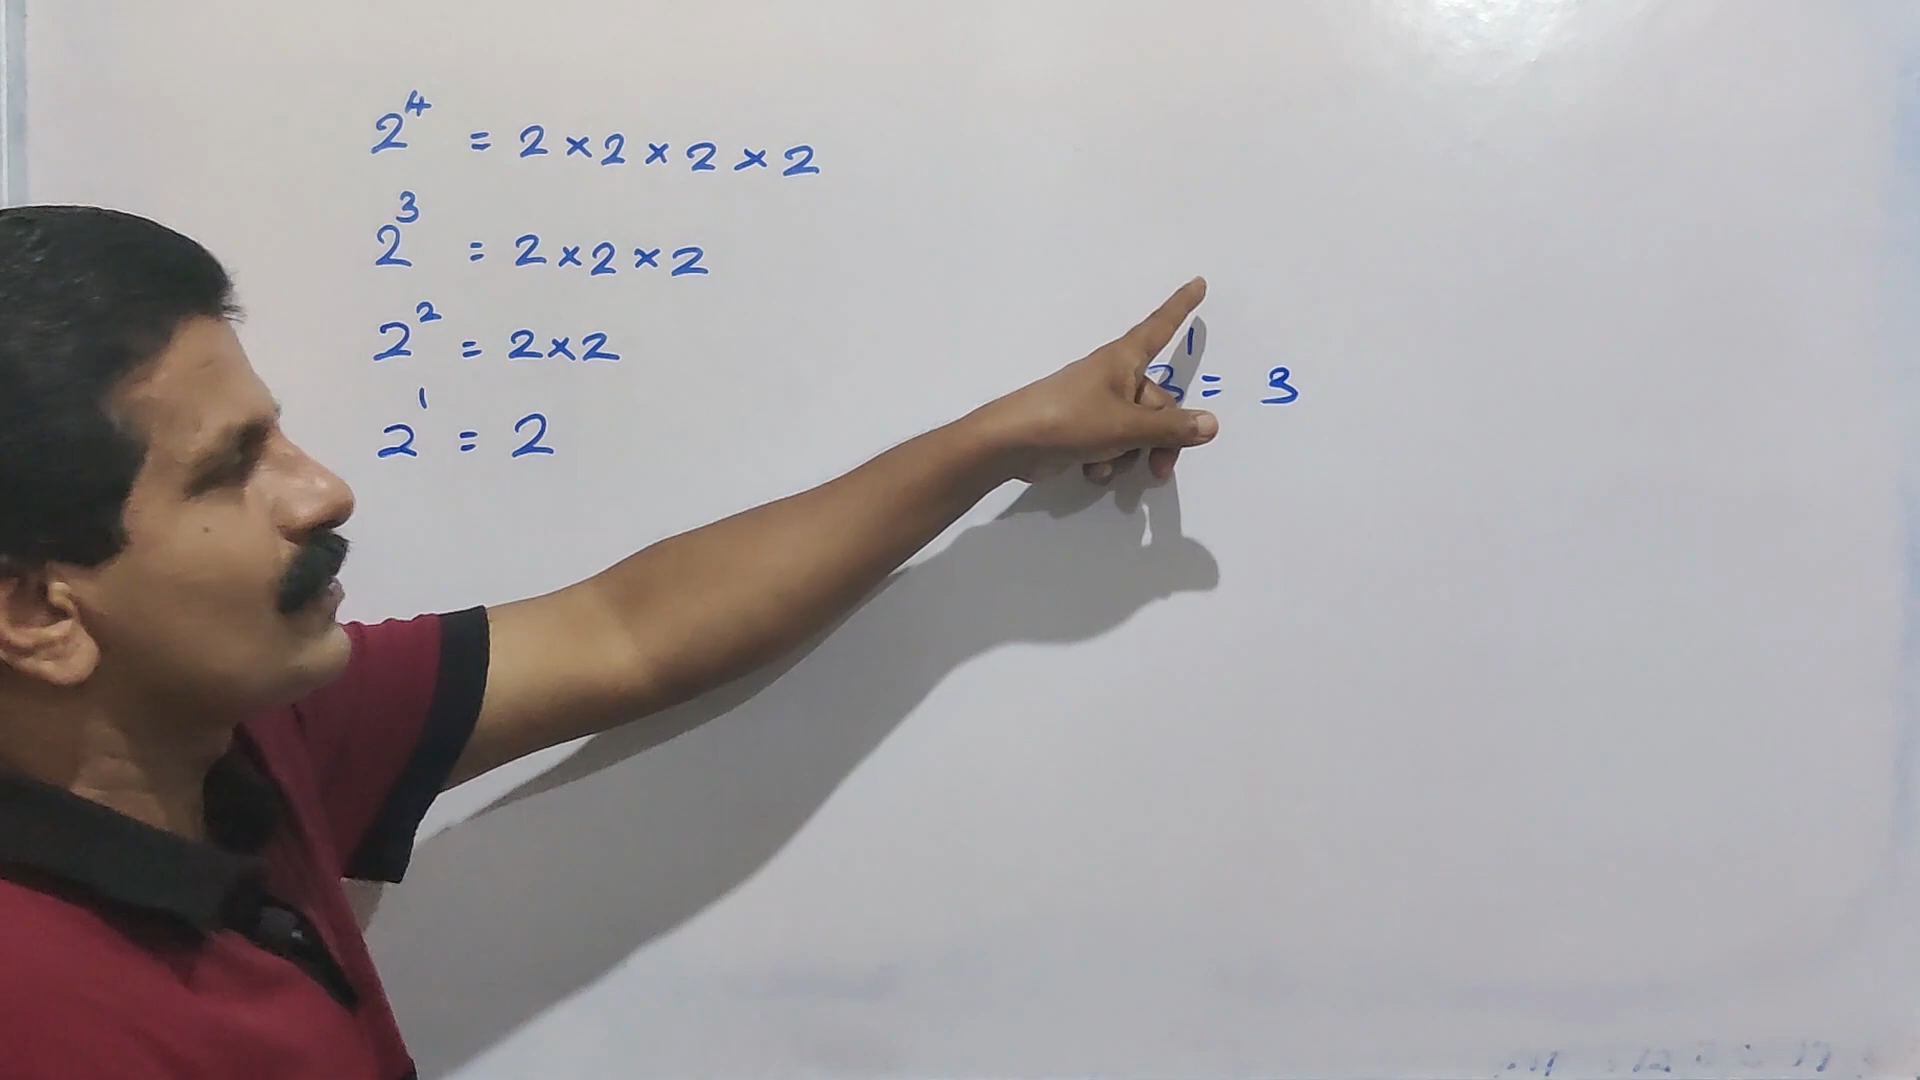 2⁴ = 2 × 2 × 2 × 2
2³ = 2 × 2 × 2
2² = 2 × 2
2¹ = 2
3¹ = 3